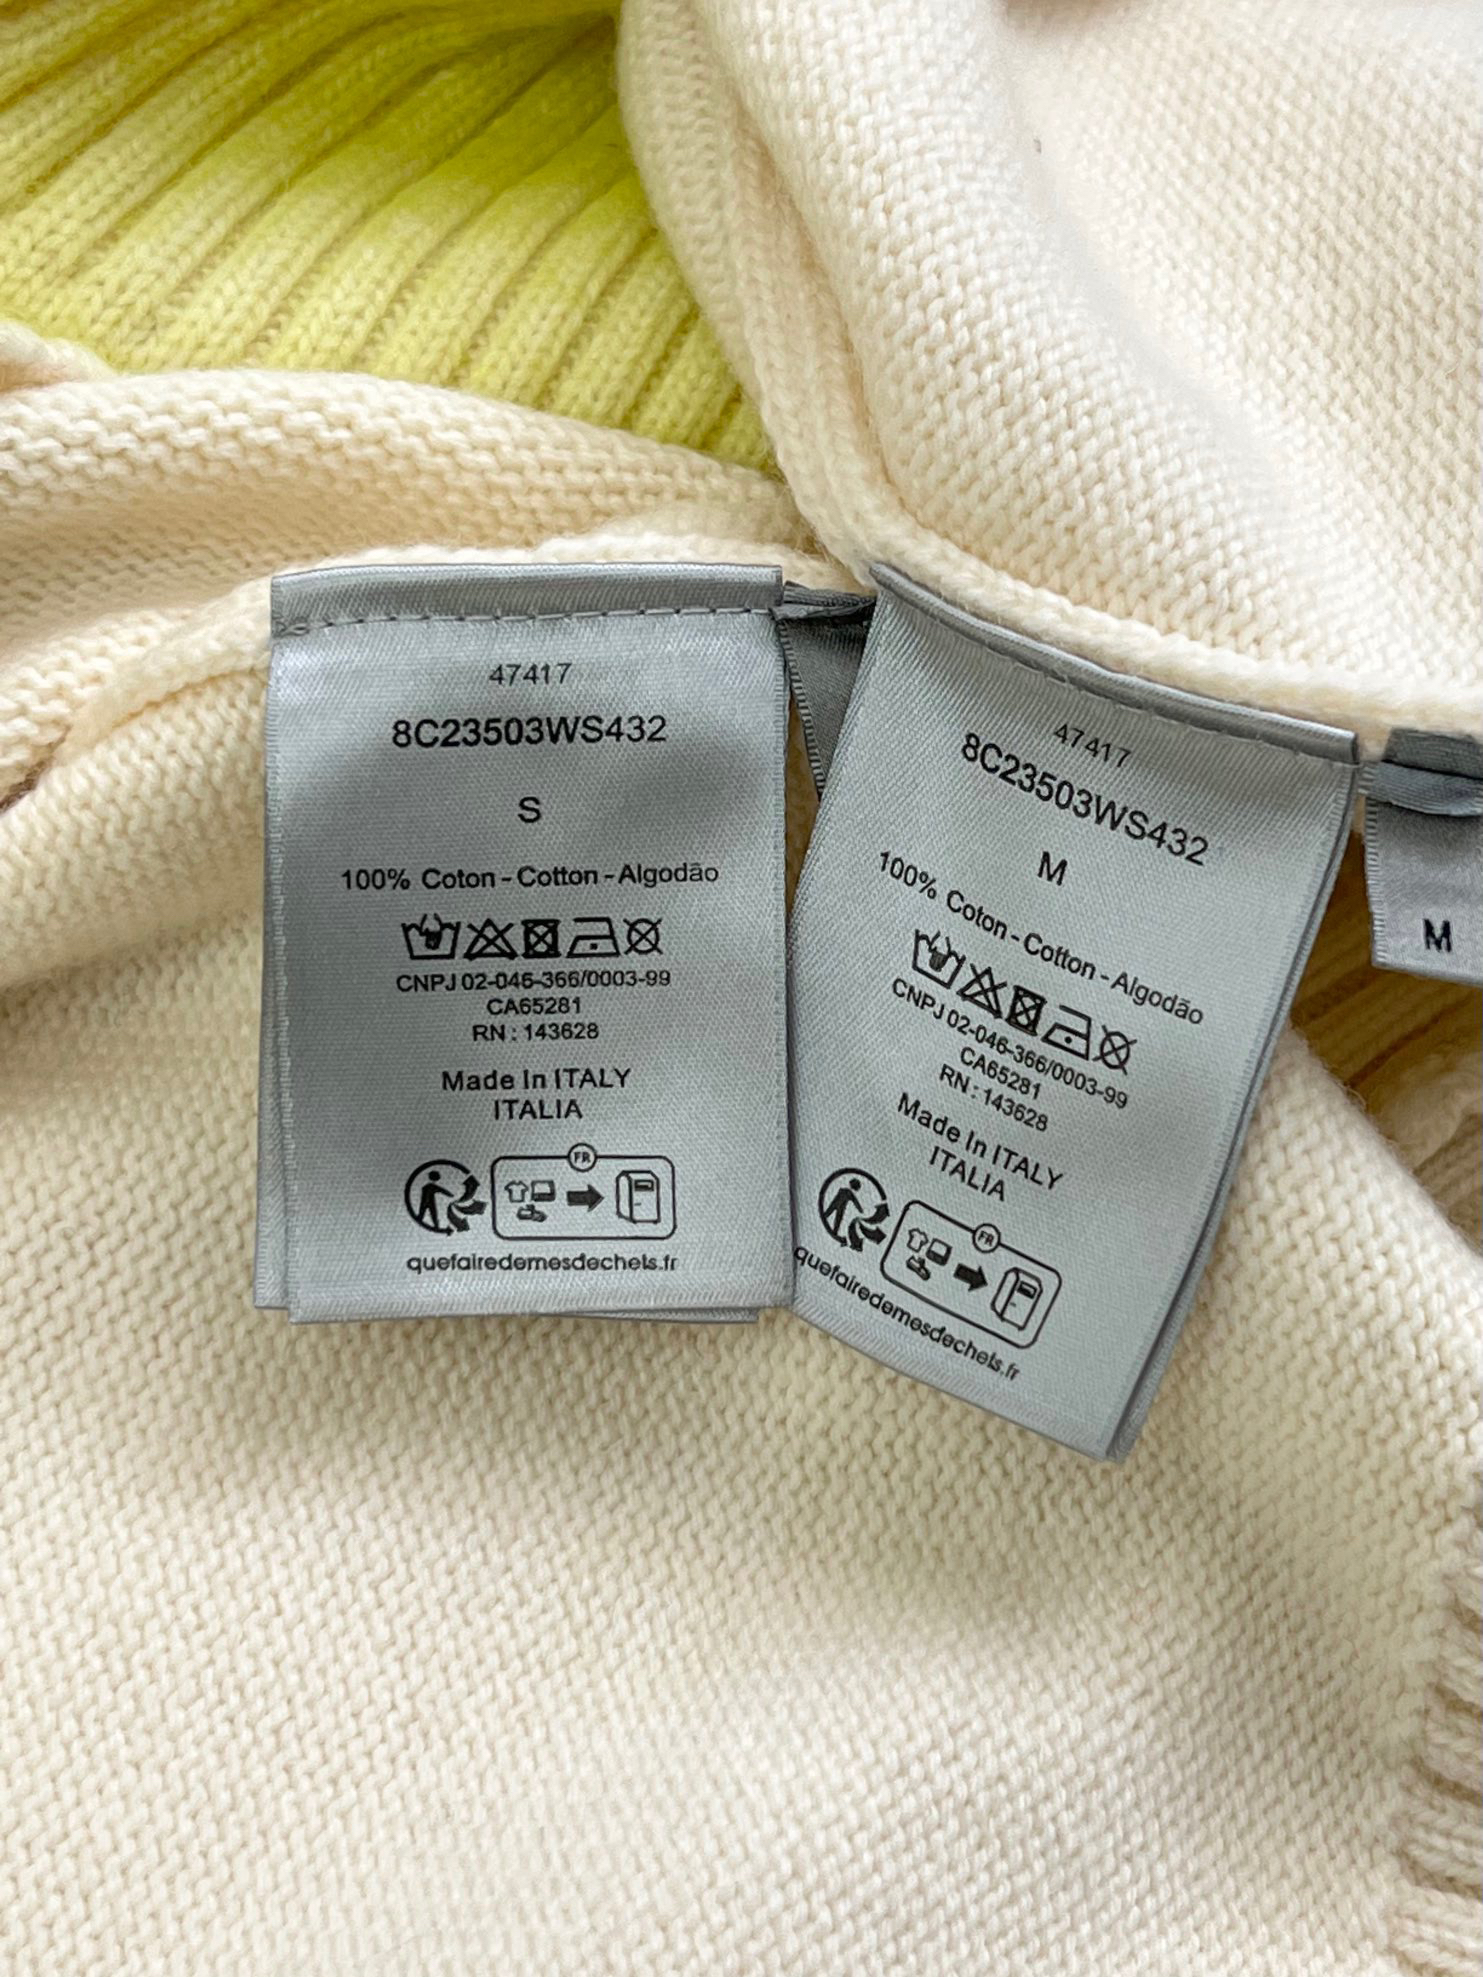 47417
8C23503WS432
S
100% Coton - Cotton - Algodão
CNPJ 02-046-366/0003-99
CA65281
RN : 143628
Made In ITALY
ITALIA
FR
quefairedemesdechets.fr
47417
8C23503WS432
M
100% Coton - Cotton - Algodão
CNPJ 02-046-366/0003-99
CA65281
RN : 143628
Made In ITALY
ITALIA
FR
quefairedemesdechets.fr
M